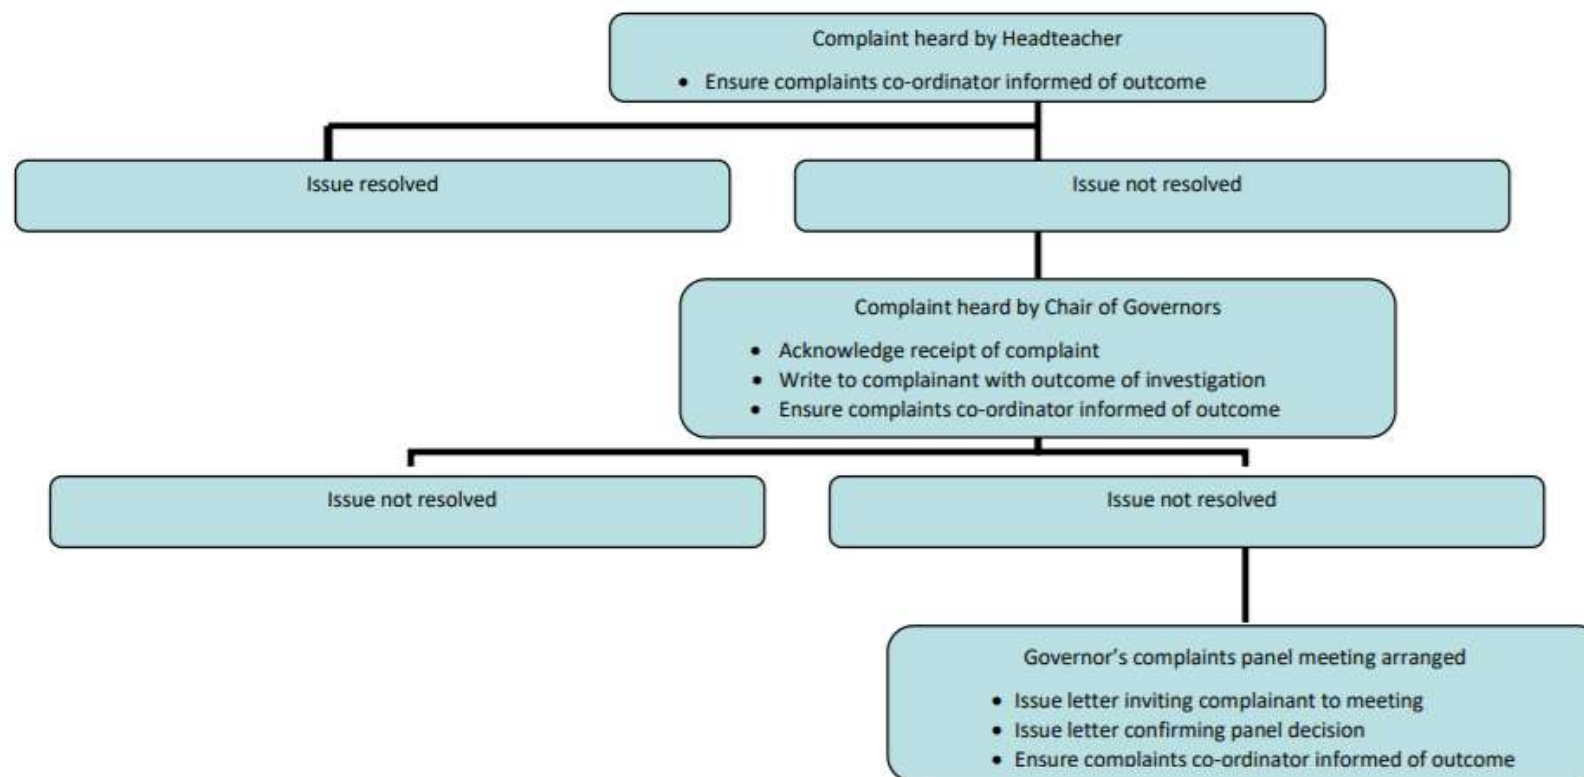 Complaint heard by Headteacher
• Ensure complaints co-ordinator informed of outcome
Issue resolved
Issue not resolved
Complaint heard by Chair of Governors
• Acknowledge receipt of complaint
• Write to complainant with outcome of investigation
• Ensure complaints co-ordinator informed of outcome
Issue not resolved
Issue not resolved
Governor’s complaints panel meeting arranged
• Issue letter inviting complainant to meeting
• Issue letter confirming panel decision
• Ensure complaints co-ordinator informed of outcome